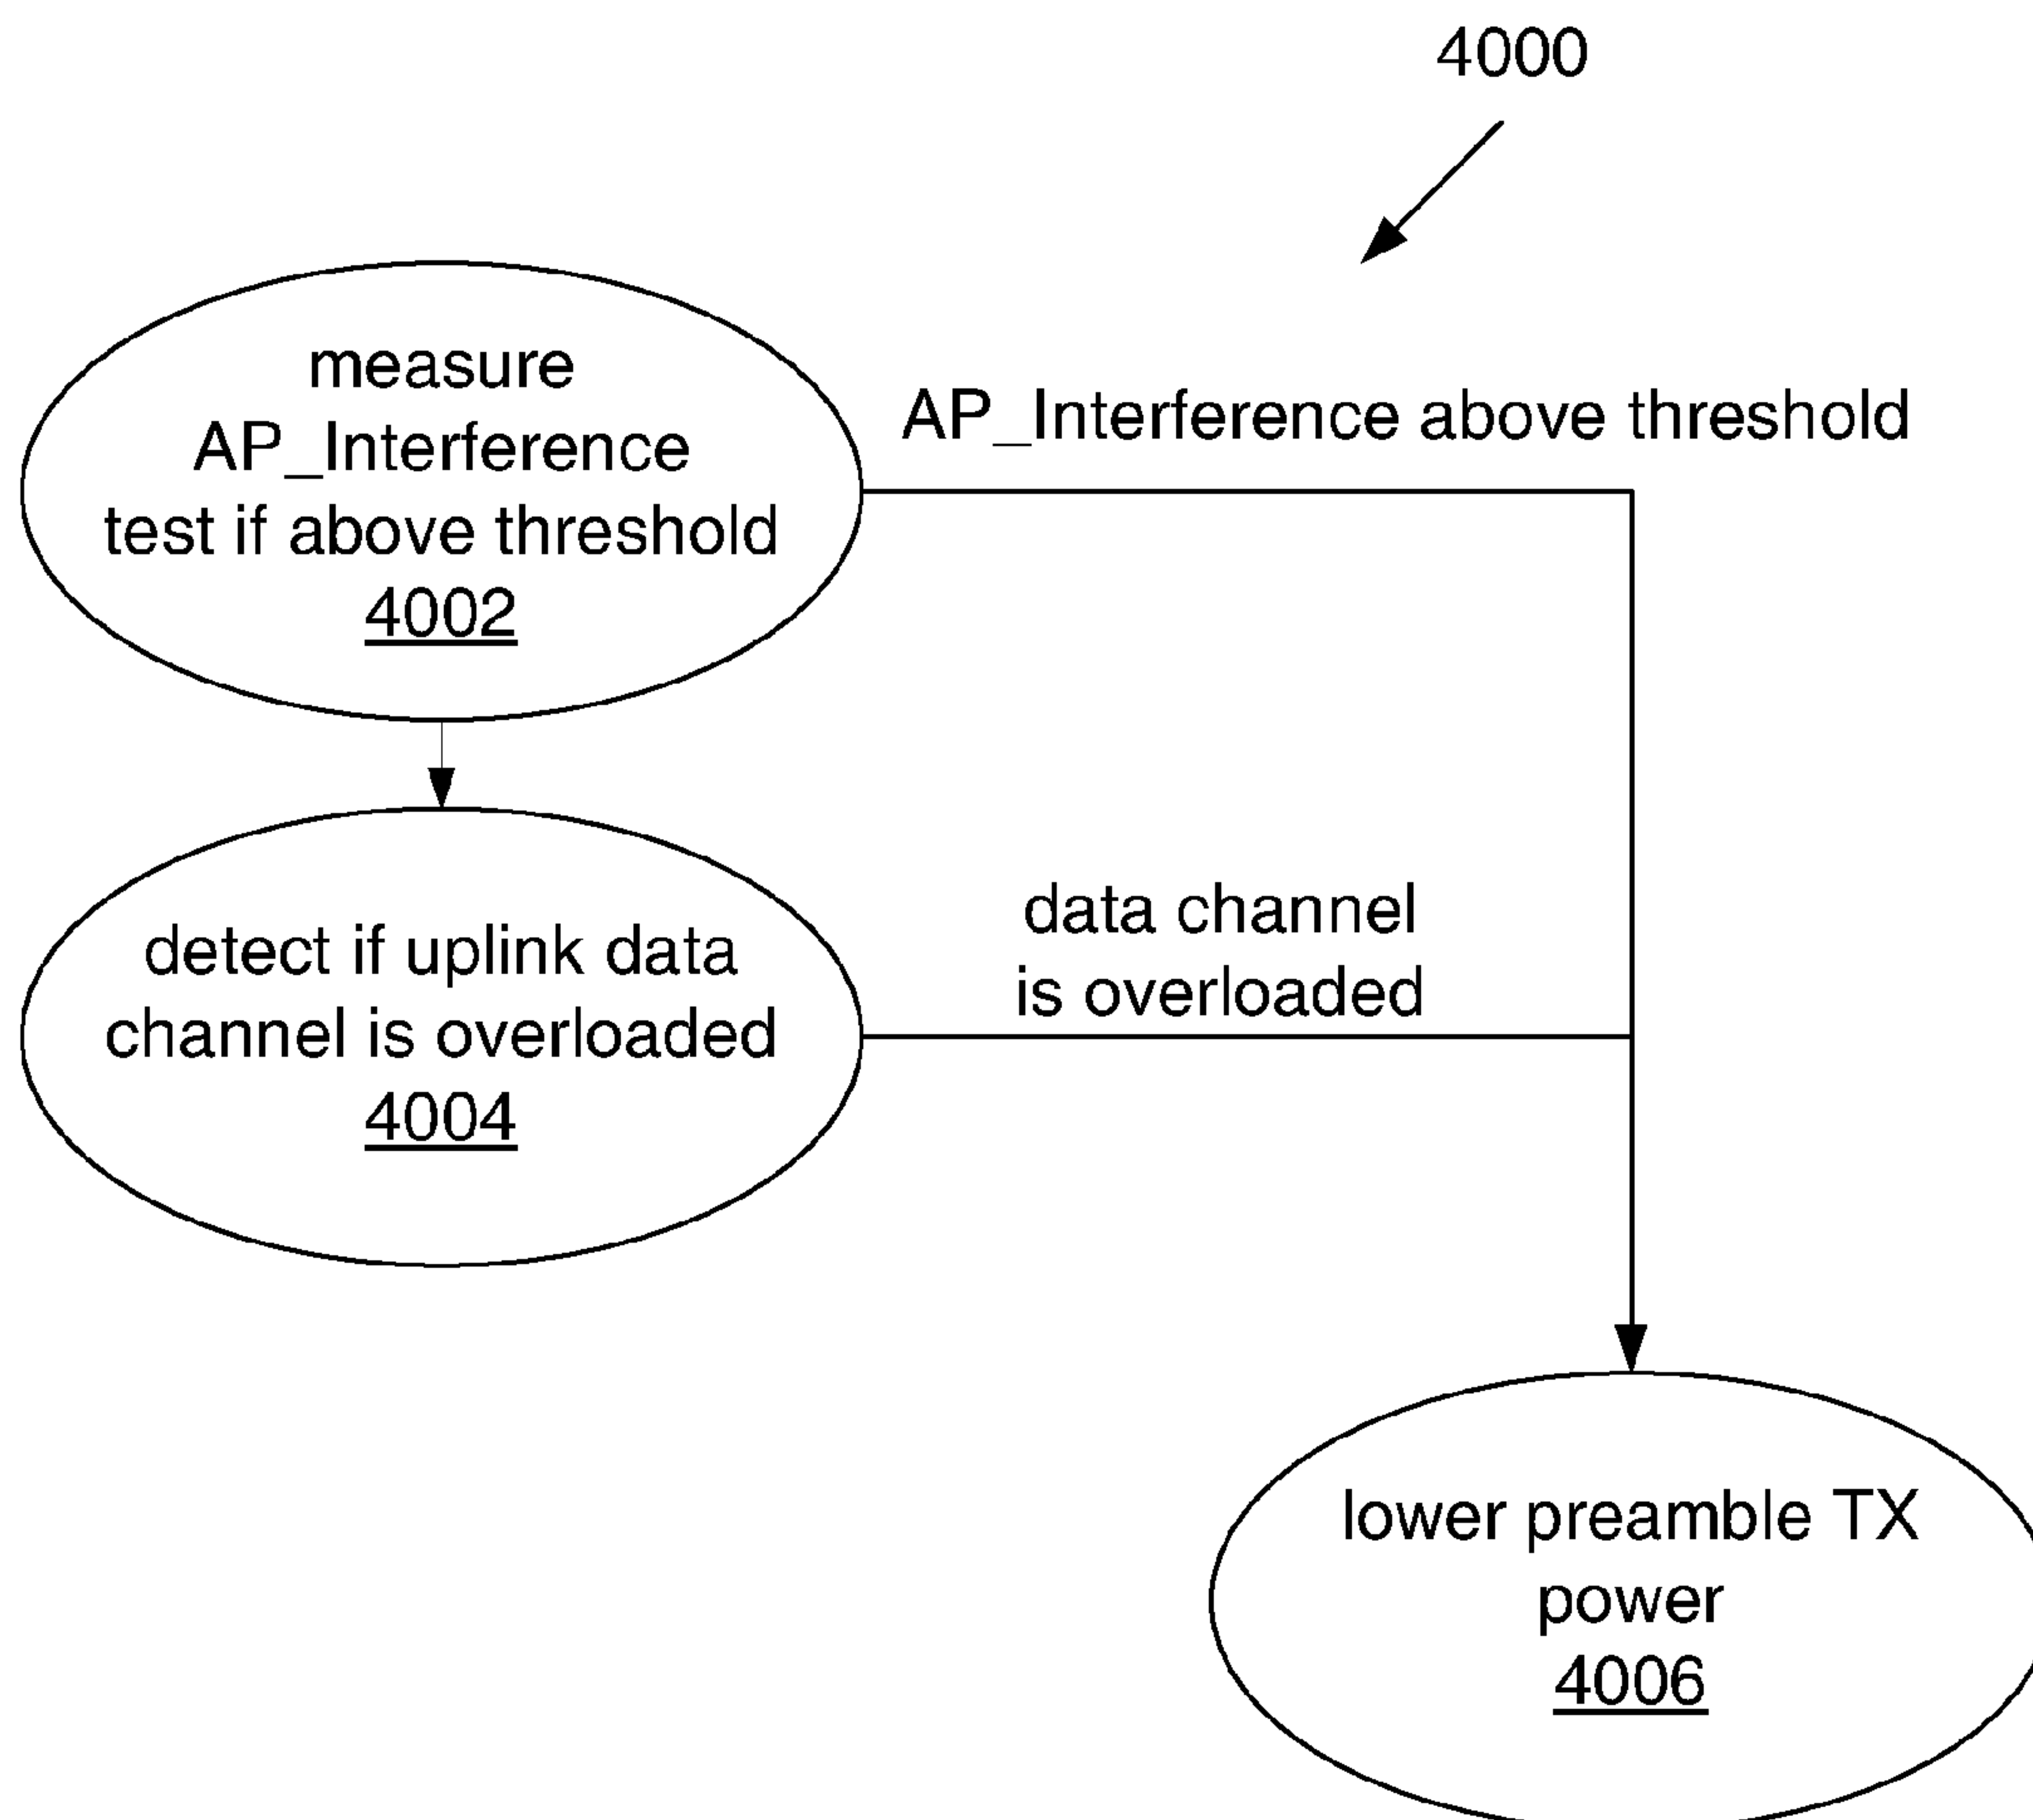 4000
measure
AP_Interference
test if above threshold
4002
AP_Interference above threshold
detect if uplink data
channel is overloaded
4004
data channel
is overloaded
lower preamble TX
power
4006